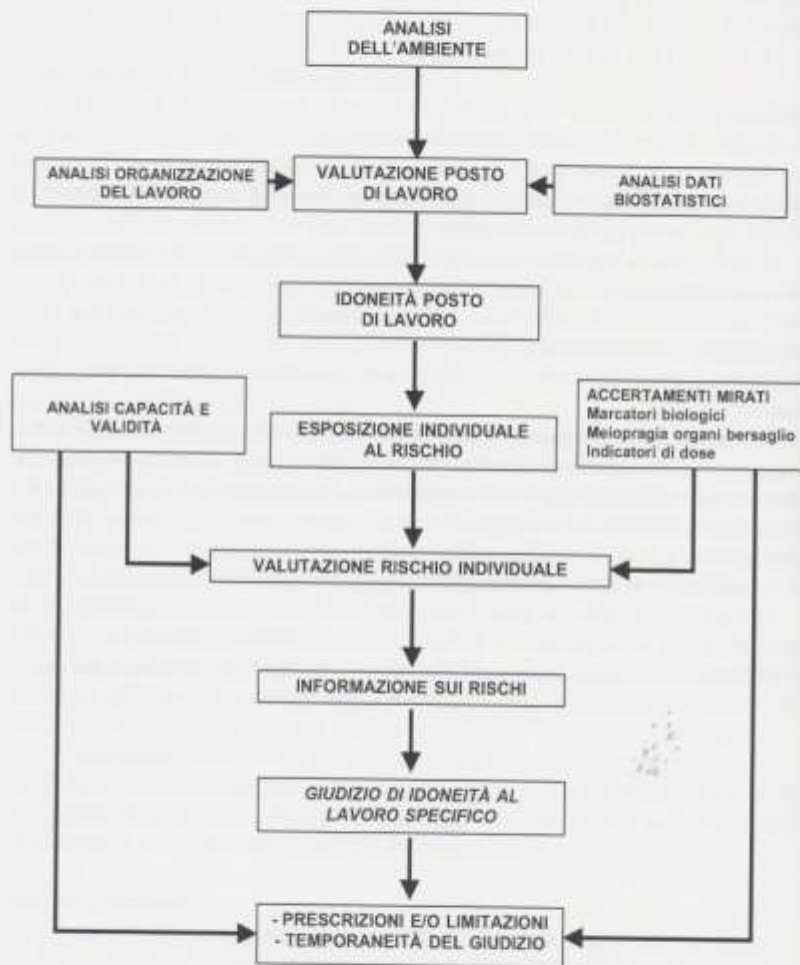 ANALISI
DELL'AMBIENTE
ANALISI ORGANIZZAZIONE
DEL LAVORO
VALUTAZIONE POSTO
DI LAVORO
ANALISI DATI
BIOSTATISTICI
IDONEITÀ POSTO
DI LAVORO
ANALISI CAPACITÀ E
VALIDITÀ
ESPOSIZIONE INDIVIDUALE
AL RISCHIO
ACCERTAMENTI MIRATI
Marcatori biologici
Meiopragia organi bersaglio
Indicatori di dose
VALUTAZIONE RISCHIO INDIVIDUALE
INFORMAZIONE SUI RISCHI
GIUDIZIO DI IDONEITÀ AL
LAVORO SPECIFICO
- PRESCRIZIONI E/O LIMITAZIONI
- TEMPORANEITÀ DEL GIUDIZIO